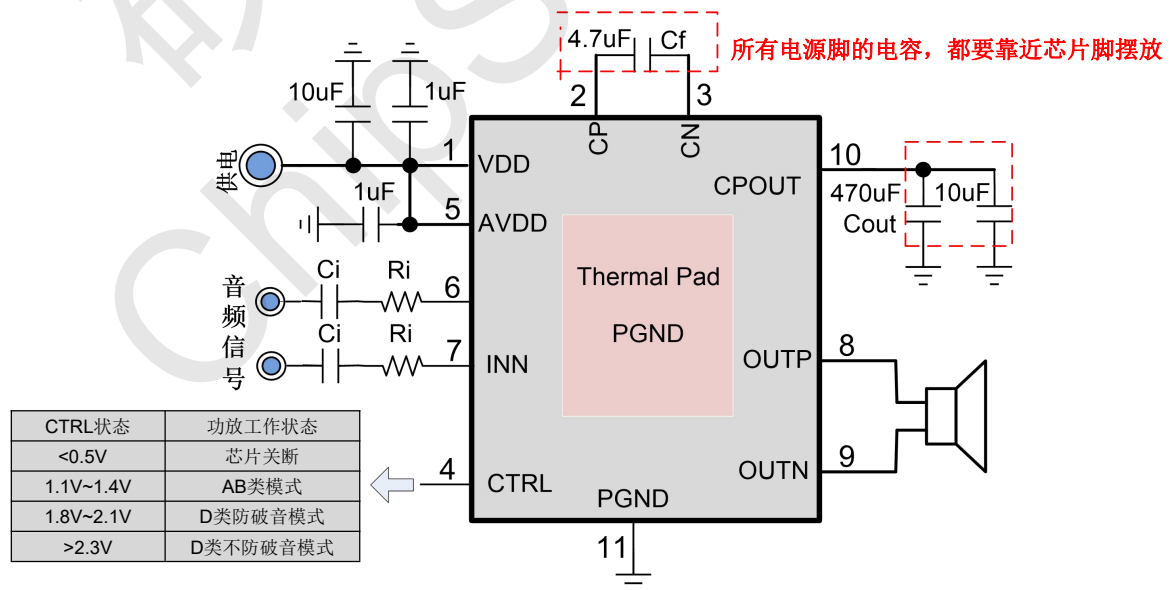 4.7uF Cf
所有电源脚的电容，都要靠近芯片脚摆放
2 3
CP CN
10uF 1uF
供电
1 VDD
1uF
5 AVDD
10
CPOUT
470uF 10uF
Cout
Thermal Pad
PGND
音频信号
Ci Ri
6
Ci Ri
7 INN
OUTP 8
OUTN 9
4 CTRL
PGND
11
CTRL状态 功放工作状态
<0.5V 芯片关断
1.1V~1.4V AB类模式
1.8V~2.1V D类防破音模式
>2.3V D类不防破音模式